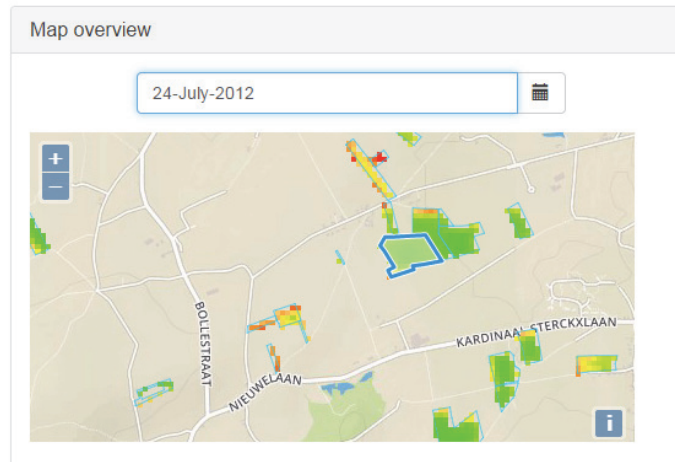 Map overview
24-July-2012
+
−
BOLLESTRAAT
KARDINAAL STERCKXLAAN
NIEUWELAAN
i